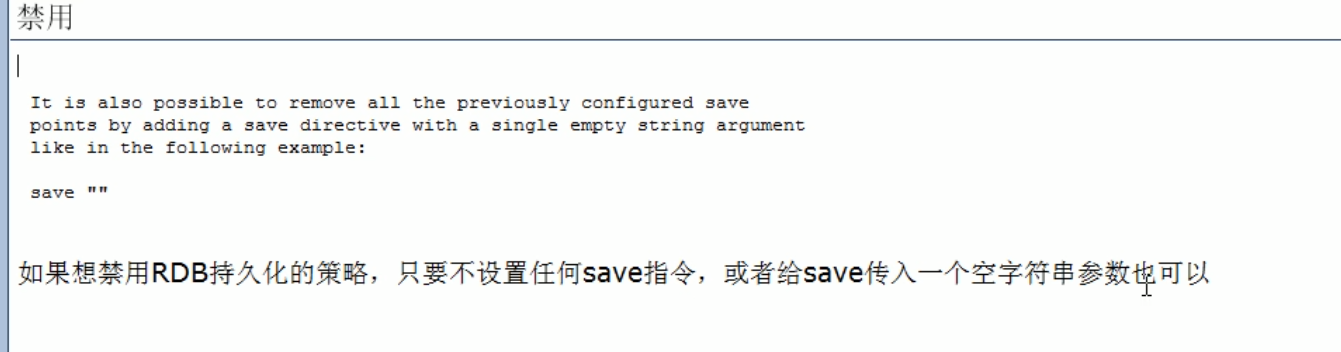 禁用
It is also possible to remove all the previously configured save
points by adding a save directive with a single empty string argument
like in the following example:
save ""
如果想禁用RDB持久化的策略，只要不设置任何save指令，或者给save传入一个空字符串参数也可以